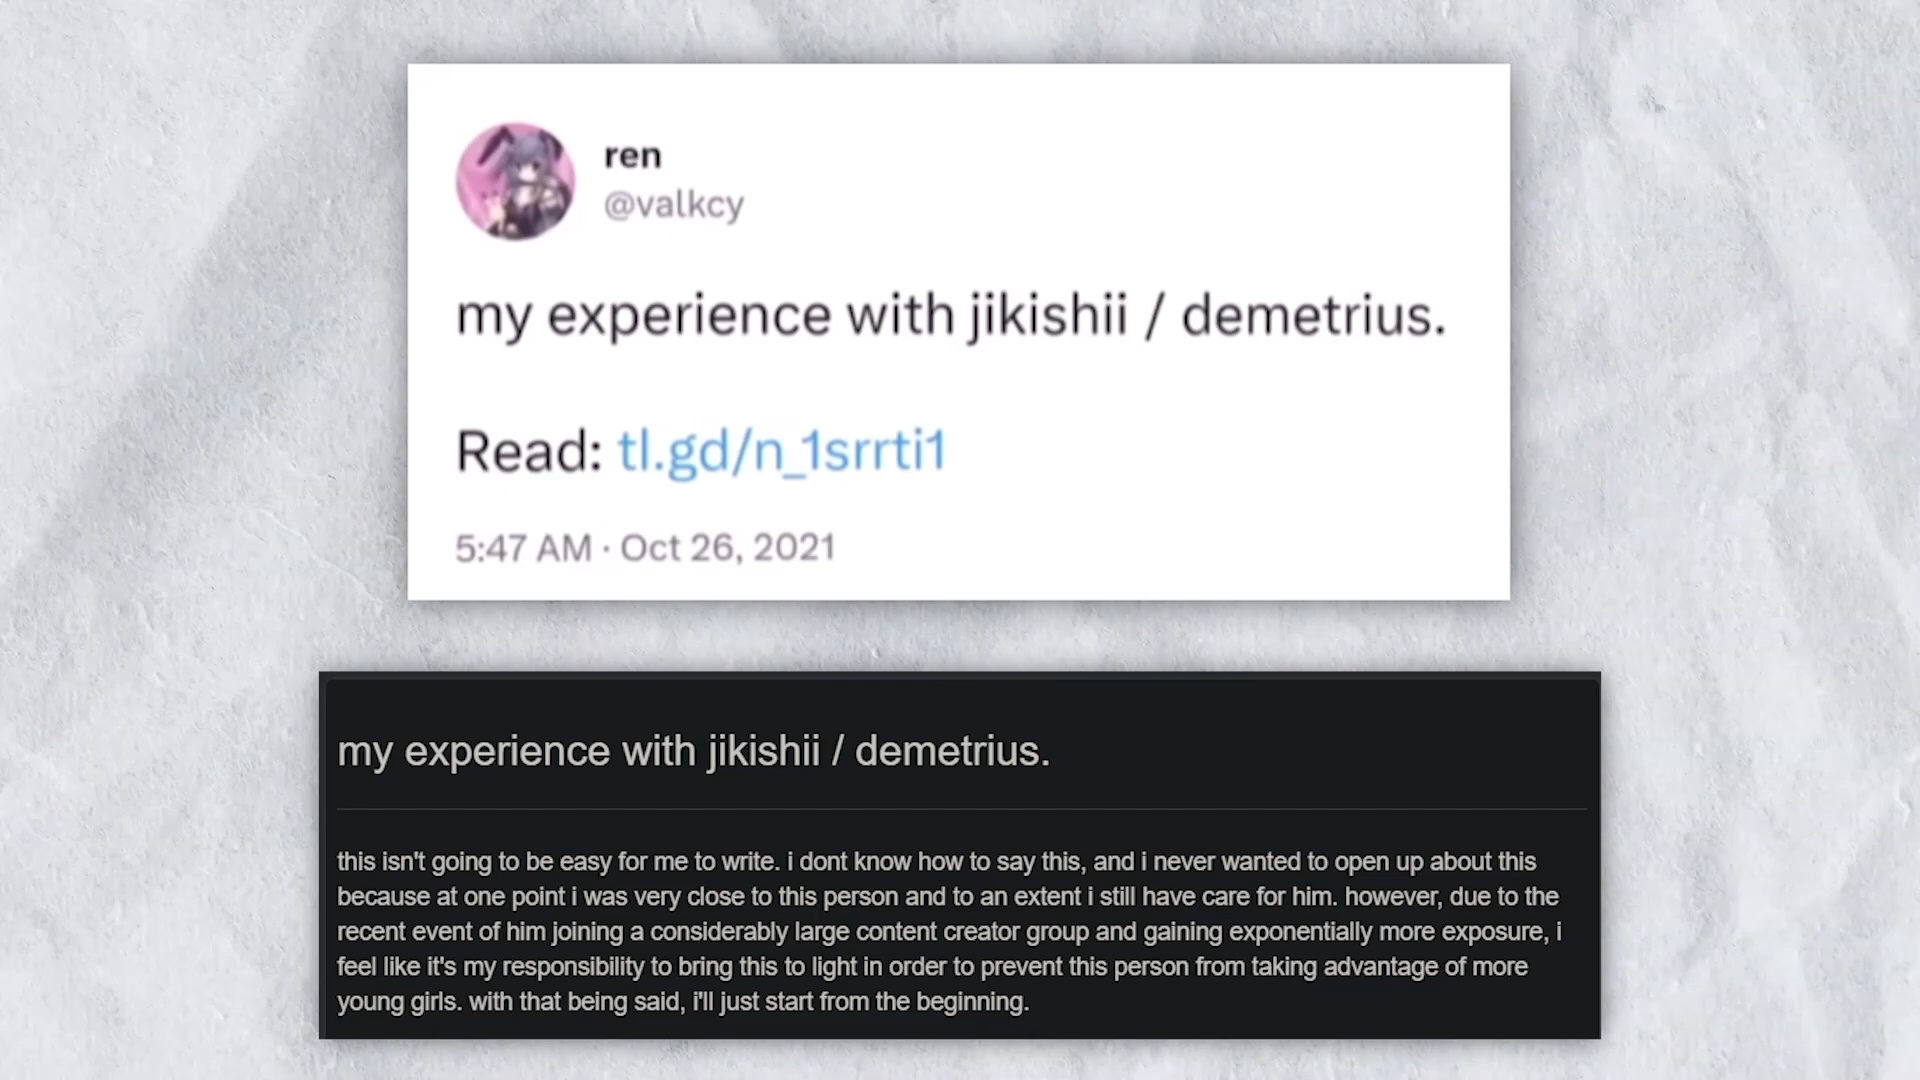 ren
@valkcy
my experience with jikishii / demetrius.
Read: tl.gd/n_1srrti1
5:47 AM · Oct 26, 2021
my experience with jikishii / demetrius.
this isn't going to be easy for me to write. i dont know how to say this, and i never wanted to open up about this
because at one point i was very close to this person and to an extent i still have care for him. however, due to the
recent event of him joining a considerably large content creator group and gaining exponentially more exposure, i
feel like it's my responsibility to bring this to light in order to prevent this person from taking advantage of more
young girls. with that being said, i'll just start from the beginning.